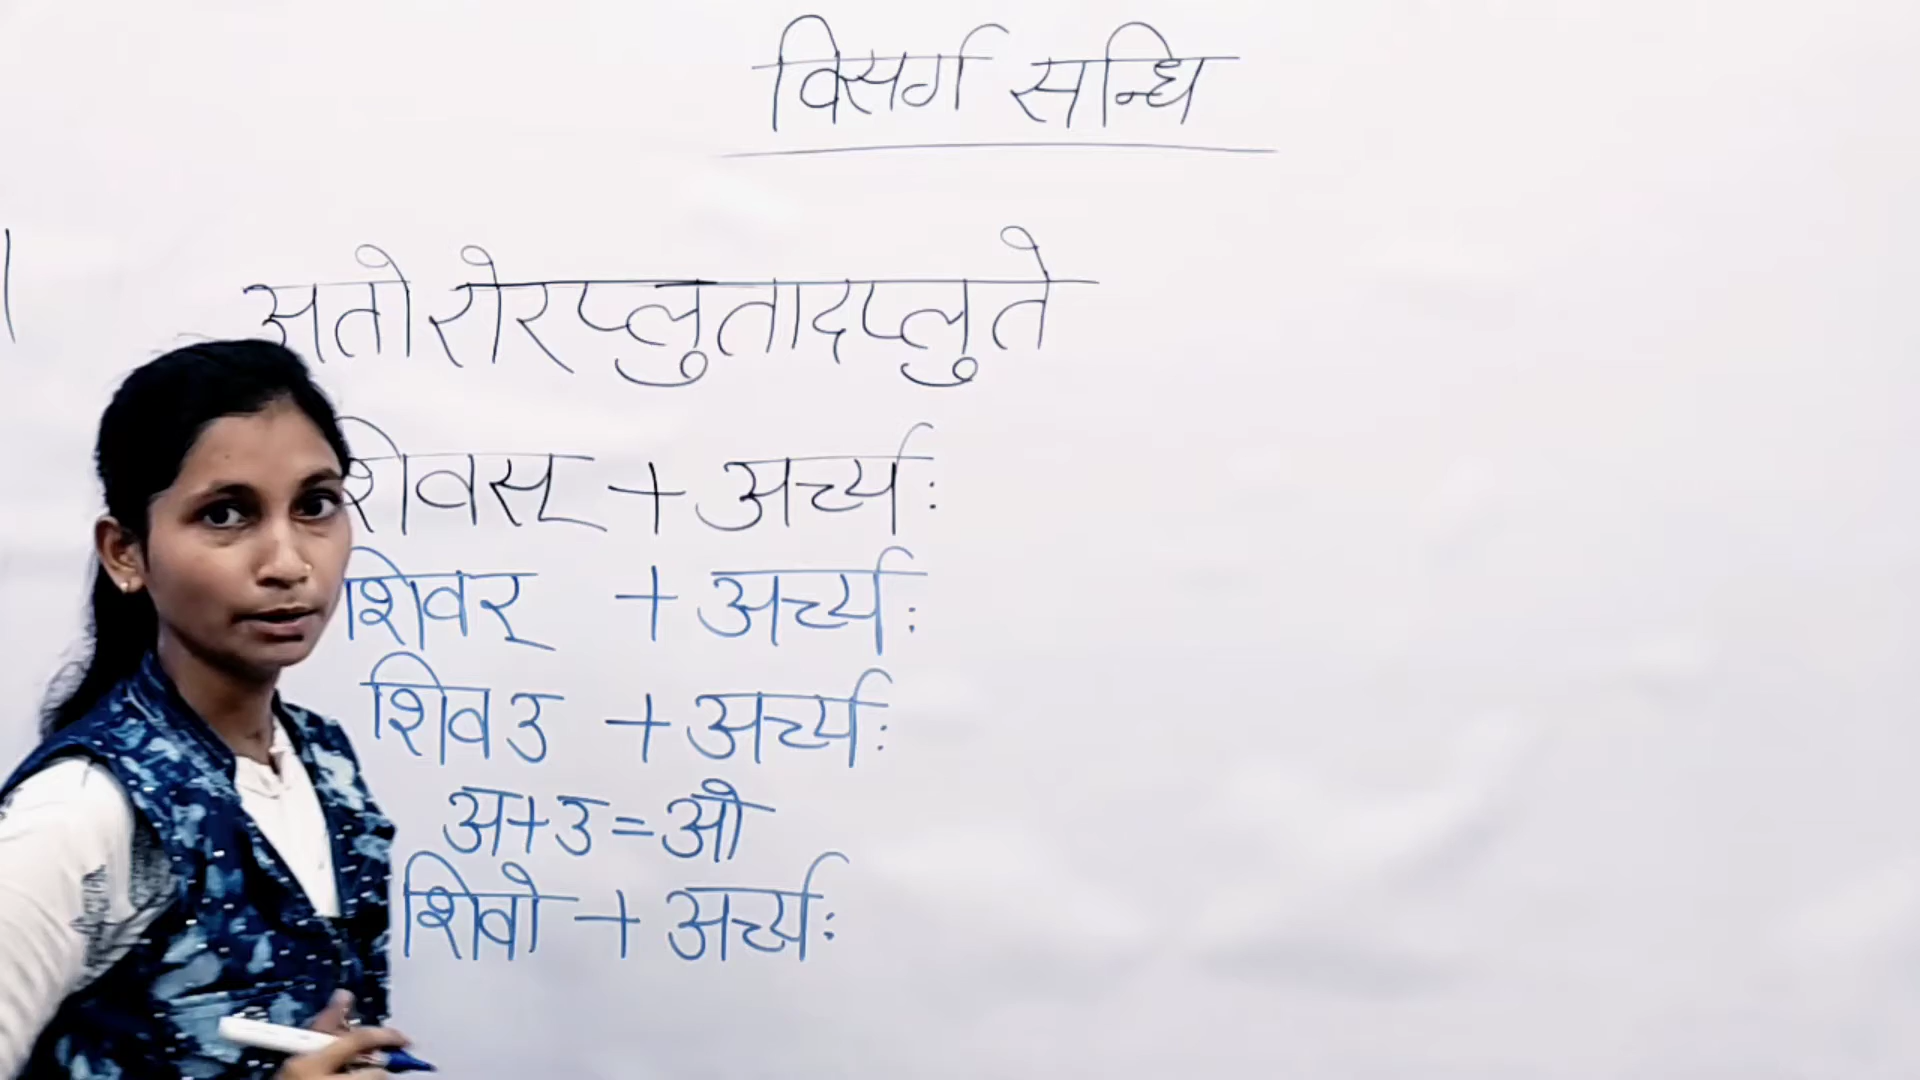 विसर्ग सन्धि
अतोरोरप्लुतादप्लुते
शिवस् + अर्च्यः
शिवर् + अर्च्यः
शिव उ + अर्च्यः
अ+उ=ओ
शिवो + अर्च्यः